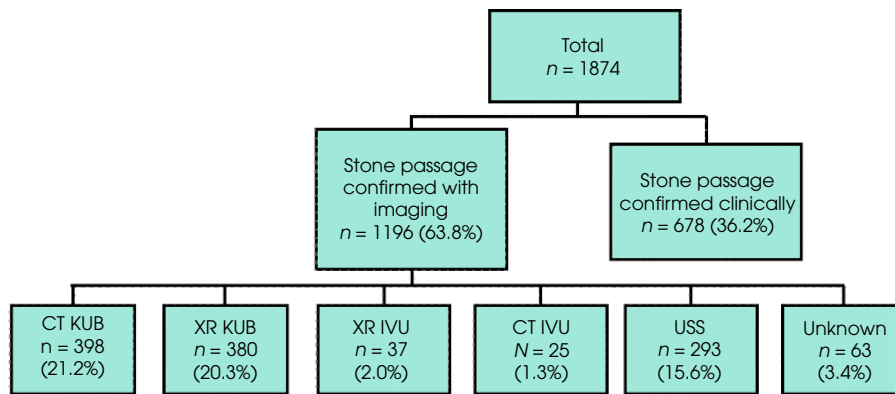 Total
n = 1874
Stone passage
confirmed with
imaging
n = 1196 (63.8%)
Stone passage
confirmed clinically
n = 678 (36.2%)
CT KUB
n = 398
(21.2%)
XR KUB
n = 380
(20.3%)
XR IVU
n = 37
(2.0%)
CT IVU
N = 25
(1.3%)
USS
n = 293
(15.6%)
Unknown
n = 63
(3.4%)